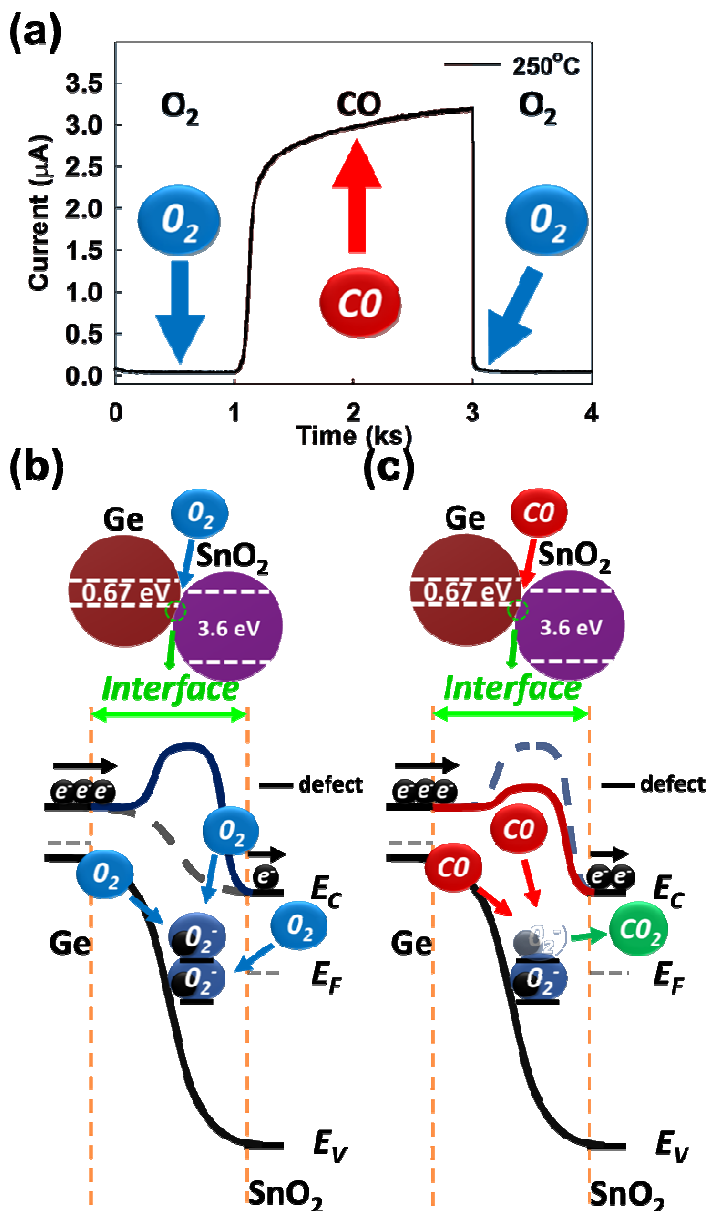 (a)
250°C
O2
CO
O2
O2
O2
CO
Current (µA)
3.5
3.0
2.5
2.0
1.5
1.0
0.5
0.0
0
1
2
3
4
Time (ks)
(b)
Ge
O2
SnO2
0.67 eV
3.6 eV
Interface
e- e- e-
defect
O2
e-
O2
EC
O2
O2-
Ge
O2-
EF
EV
SnO2
(c)
Ge
CO
SnO2
0.67 eV
3.6 eV
Interface
e- e- e-
defect
CO
CO
e- e-
EC
O2-
CO2
Ge
O2-
EF
EV
SnO2